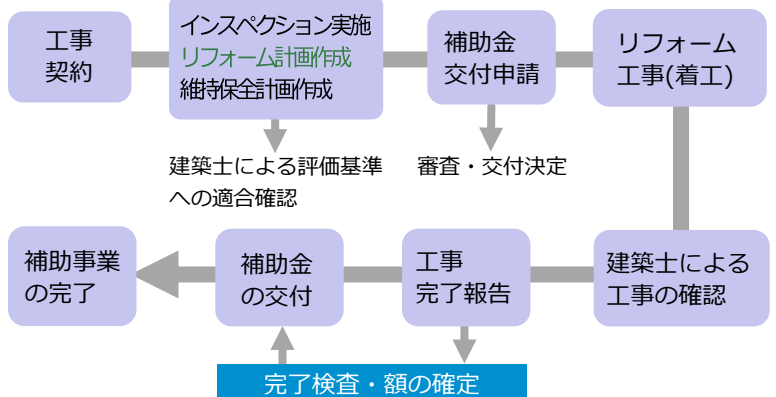 工事
契約
インスペクション実施
リフォーム計画作成
維持保全計画作成
補助金
交付申請
リフォーム
工事(着工)
建築士による評価基準
への適合確認
審査・交付決定
建築士による
工事の確認
工事
完了報告
完了検査・額の確定
補助金
の交付
補助事業
の完了